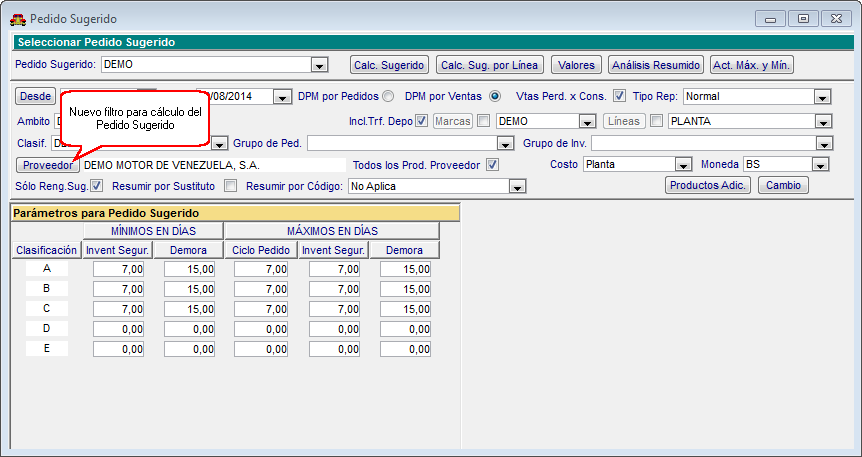 Pedido Sugerido
Seleccionar Pedido Sugerido
Pedido Sugerido: DEMO Calc. Sugerido Calc. Sug. por Línea Valores Análisis Resumido Act. Máx. y Mín.
Desde /08/2014 DPM por Pedidos DPM por Ventas Vtas Perd. x Cons. Tipo Rep: Normal
Nuevo filtro para cálculo del
Pedido Sugerido
Ambito Incl.Trf. Depo Marcas DEMO Líneas PLANTA
Clasif. Grupo de Ped. Grupo de Inv.
Proveedor DEMO MOTOR DE VENEZUELA, S.A. Todos los Prod. Proveedor Costo Planta Moneda BS
Sólo Reng.Sug. Resumir por Sustituto Resumir por Código: No Aplica Productos Adic. Cambio
Parámetros para Pedido Sugerido
MÍNIMOS EN DÍAS MÁXIMOS EN DÍAS
Clasificación Invent Segur. Demora Ciclo Pedido Invent Segur. Demora
A 7,00 15,00 7,00 7,00 15,00
B 7,00 15,00 7,00 7,00 15,00
C 7,00 15,00 7,00 7,00 15,00
D 0,00 0,00 0,00 0,00 0,00
E 0,00 0,00 0,00 0,00 0,00